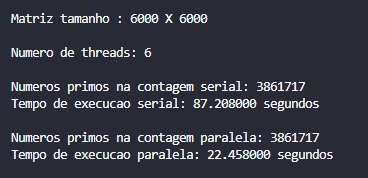 Matriz tamanho : 6000 X 6000
Numero de threads: 6
Numeros primos na contagem serial: 3861717
Tempo de execucao serial: 87.208000 segundos
Numeros primos na contagem paralela: 3861717
Tempo de execucao paralela: 22.458000 segundos